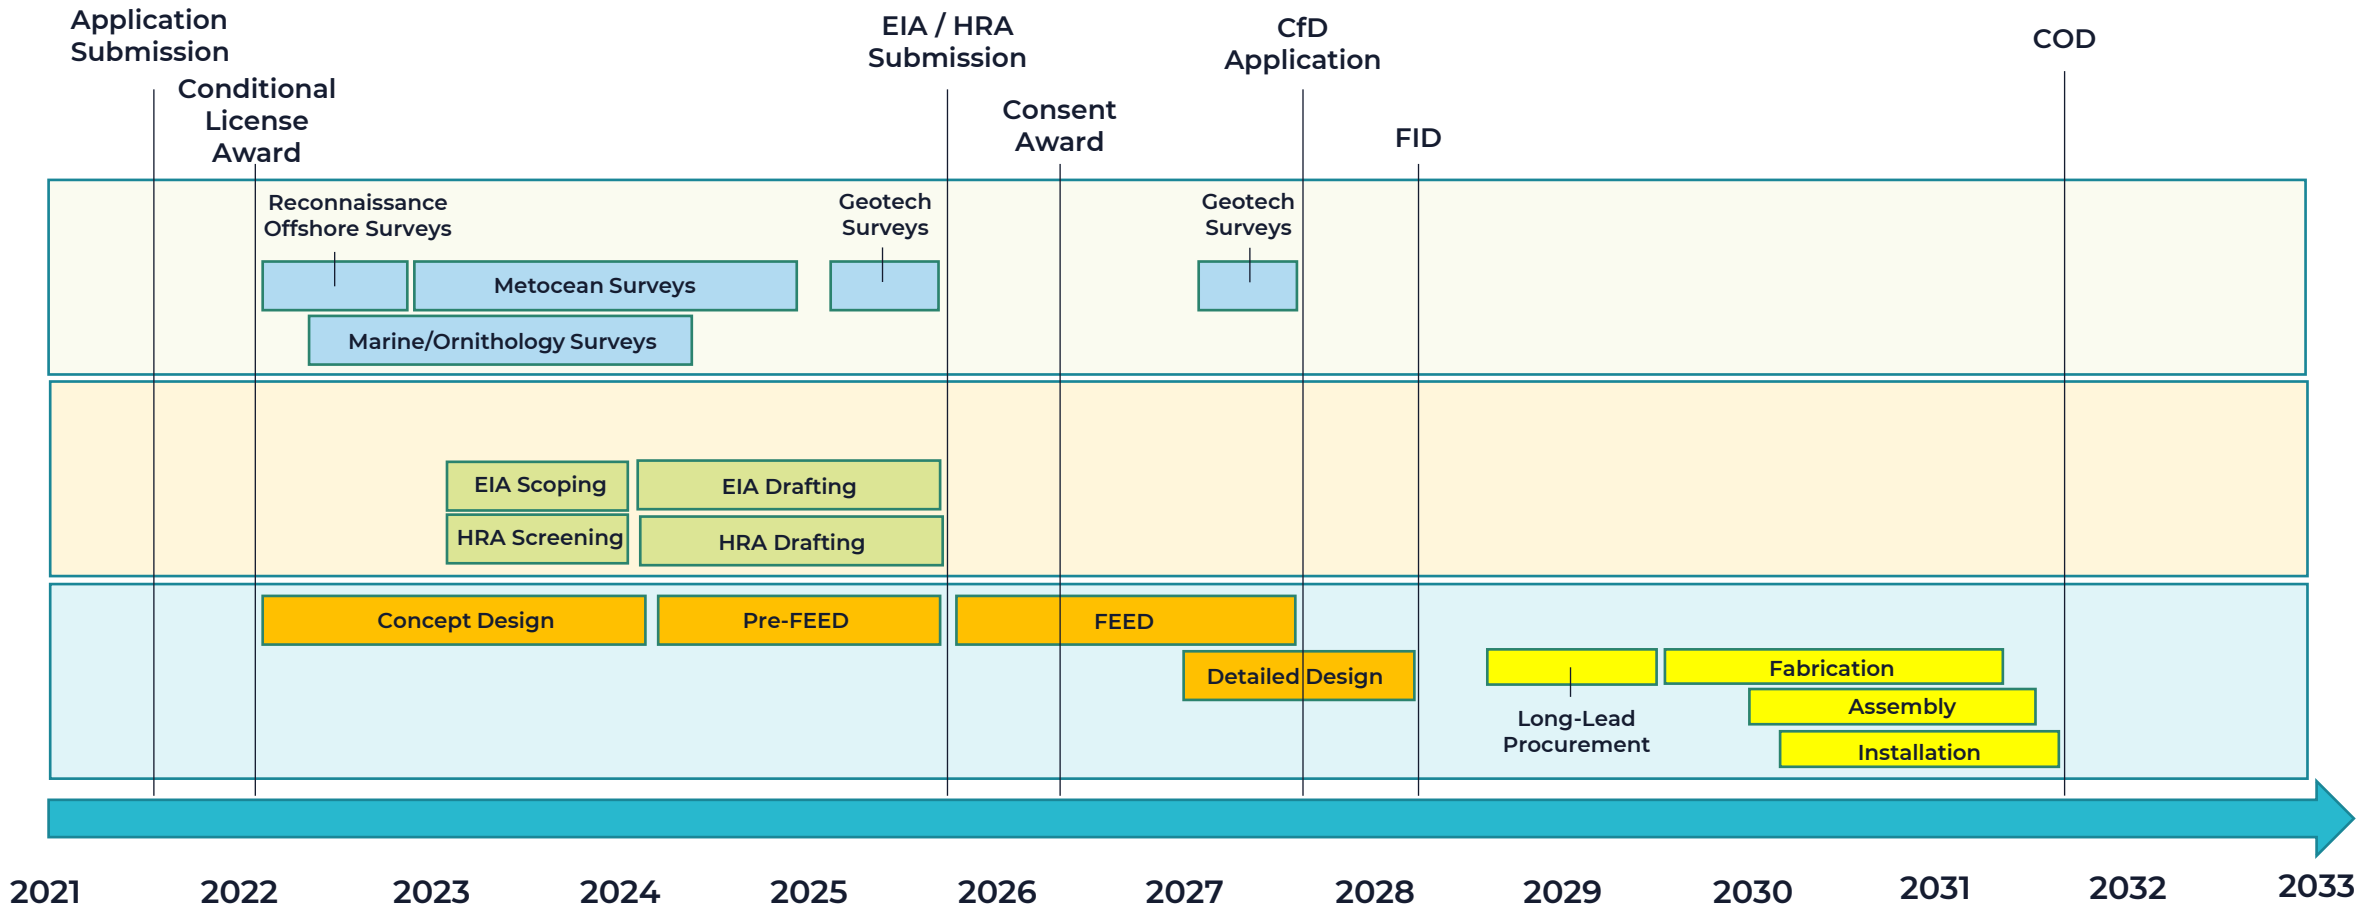 Application
Submission
Conditional
License
Award
EIA / HRA
Submission
Consent
Award
CfD
Application
FID
COD
Reconnaissance
Offshore Surveys
Geotech
Surveys
Geotech
Surveys
Metocean Surveys
Marine/Ornithology Surveys
EIA Scoping
EIA Drafting
HRA Screening
HRA Drafting
Concept Design
Pre-FEED
FEED
Detailed Design
Fabrication
Assembly
Long-Lead
Procurement
Installation
2021 2022 2023 2024 2025 2026 2027 2028 2029 2030 2031 2032 2033